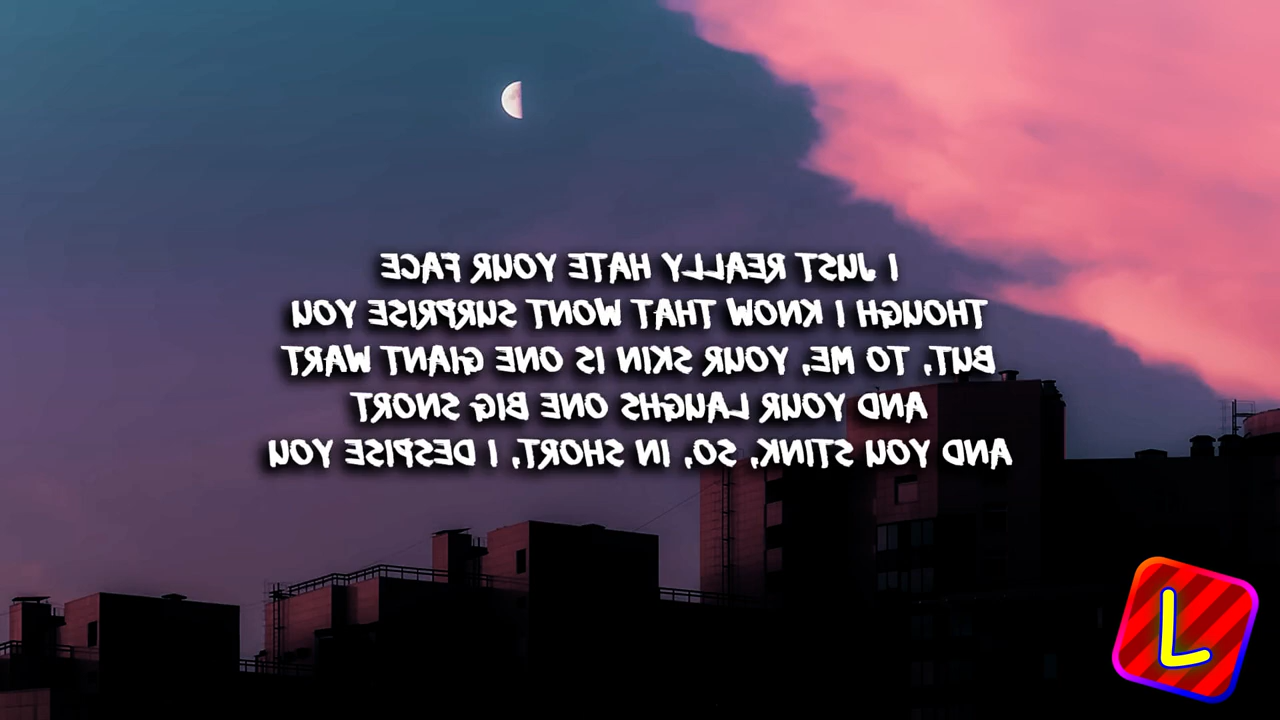 I JUST REALLY HATE YOUR FACE
THOUGH I KNOW THAT WONT SURPRISE YOU
BUT, TO ME, YOUR SKIN IS ONE GIANT WART
AND YOUR LAUGHS ONE BIG SNORT
AND YOU STINK, SO, IN SHORT, I DESPISE YOU
L